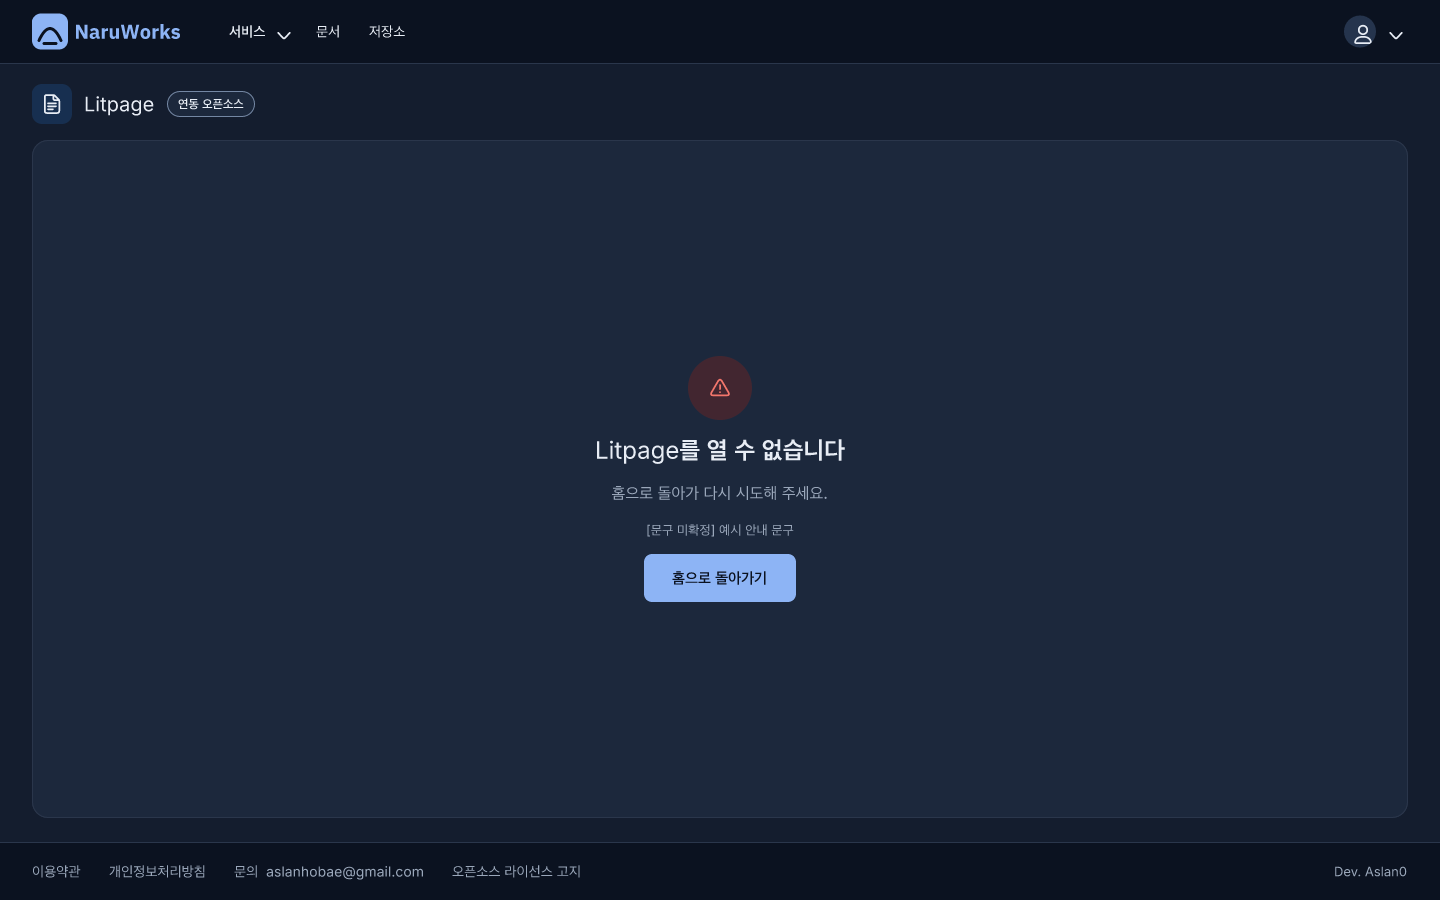 NaruWorks 서비스 문서 저장소
Litpage 연동 오픈소스
Litpage를 열 수 없습니다
홈으로 돌아가 다시 시도해 주세요.
[문구 미확정] 예시 안내 문구
홈으로 돌아가기
이용약관 개인정보처리방침 문의 aslanhobae@gmail.com 오픈소스 라이선스 고지 Dev. Aslan0